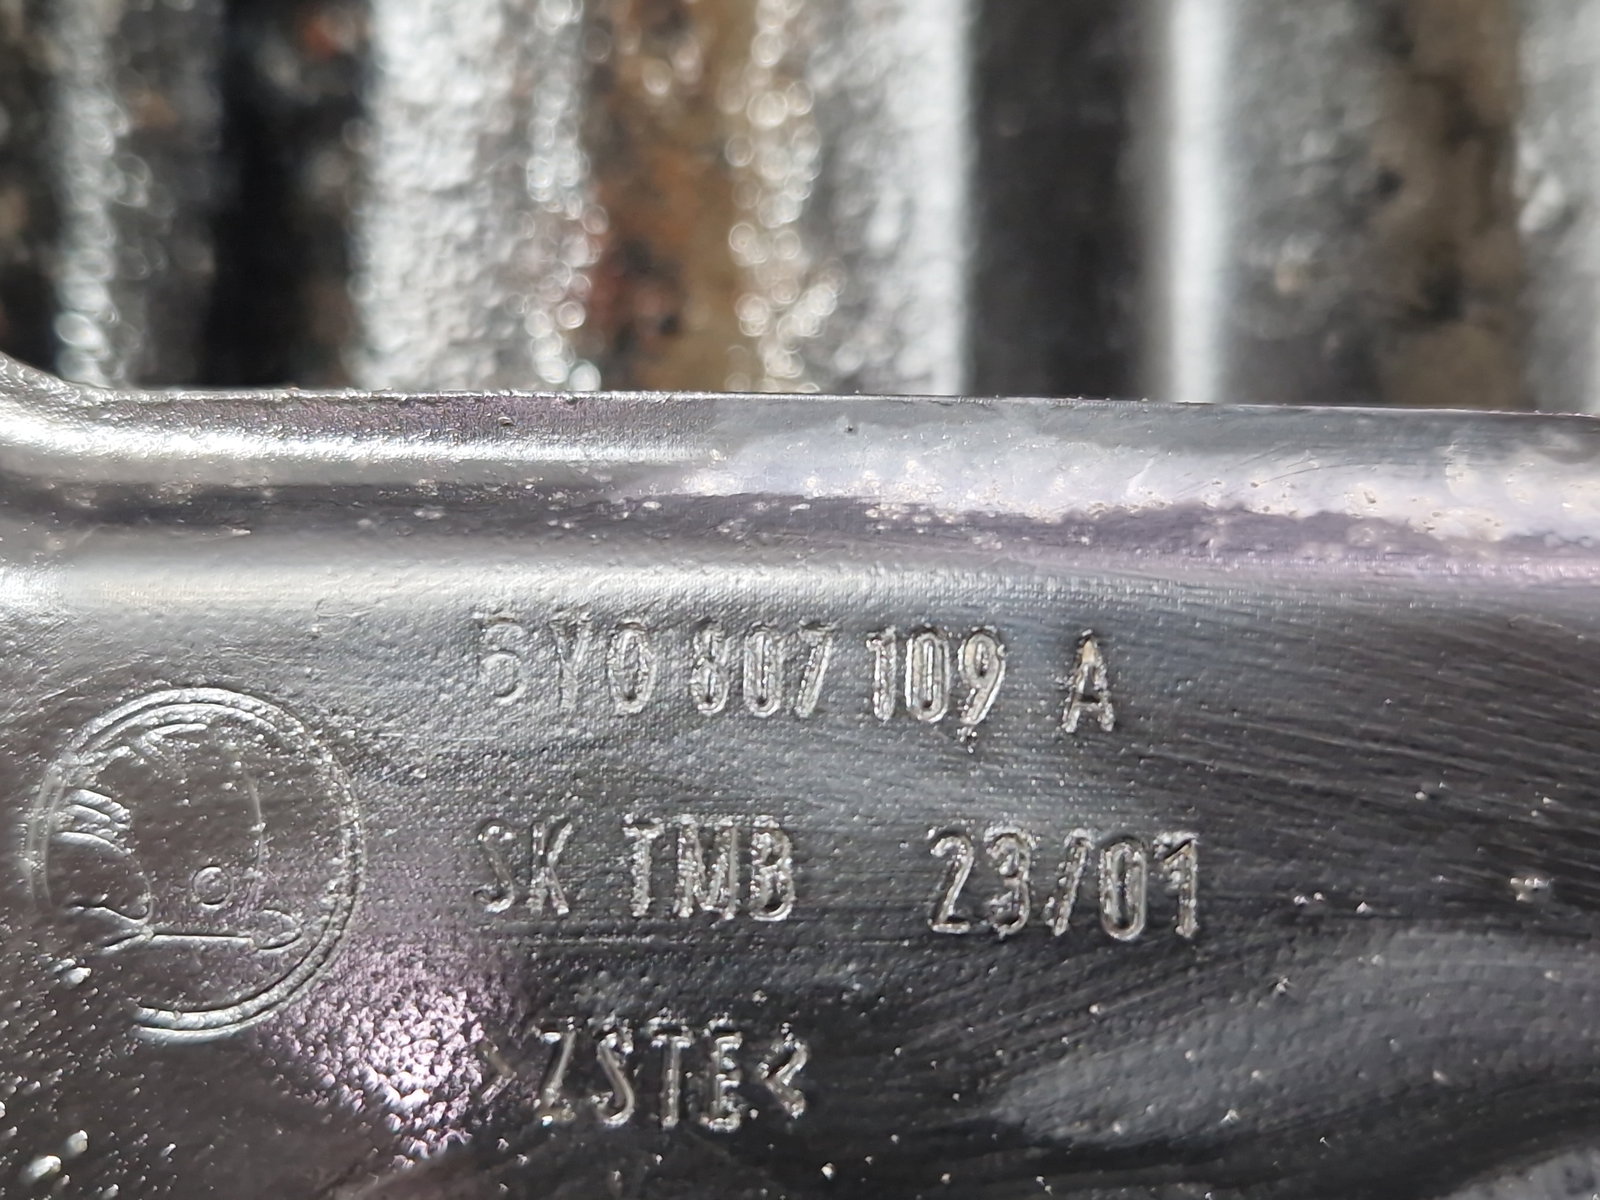 6Y0 807 109 A
SK TMB 23/01
>ZSTE<